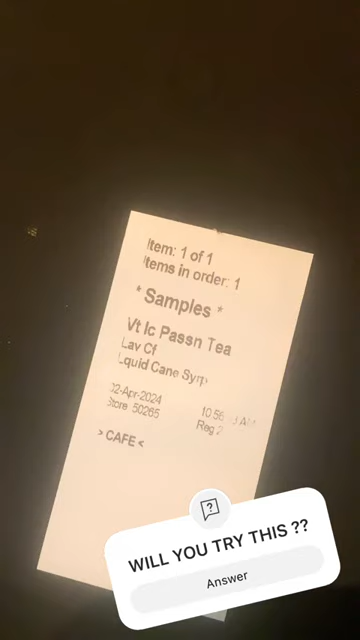 Item: 1 of 1
Items in order: 1
* Samples *
Vt Ic Passn Tea
Lav Cf
Lquid Cane Syrp
02-Apr-2024
Store 50265
Reg 2
> CAFE <
WILL YOU TRY THIS ??
Answer